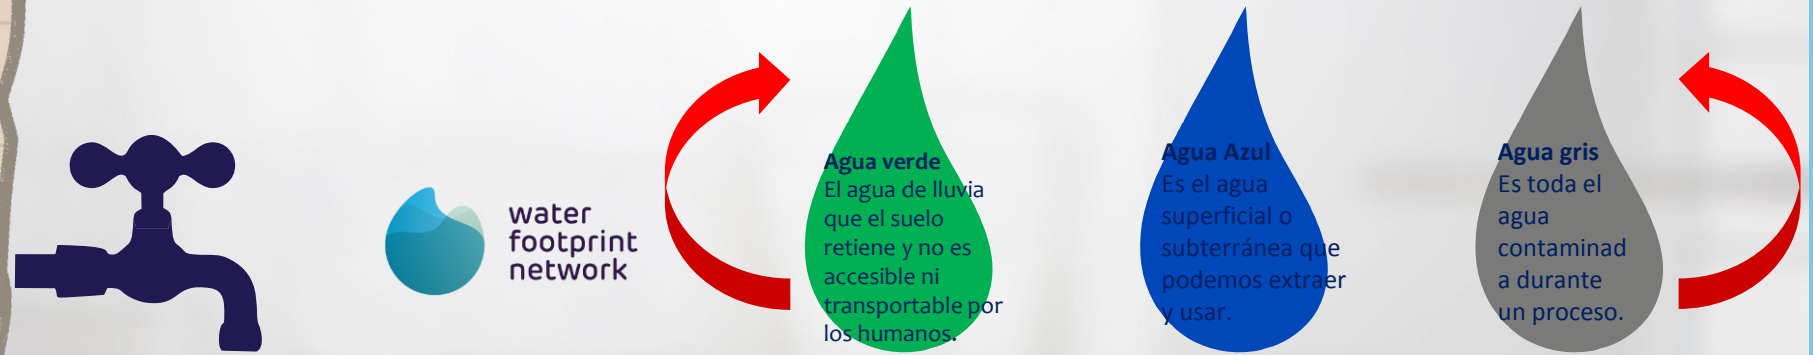 water
footprint
network
Agua verde
El agua de lluvia
que el suelo
retiene y no es
accesible ni
transportable por
los humanos.
Agua Azul
Es el agua
superficial o
subterránea que
podemos extraer
y usar.
Agua gris
Es toda el
agua
contaminad
a durante
un proceso.